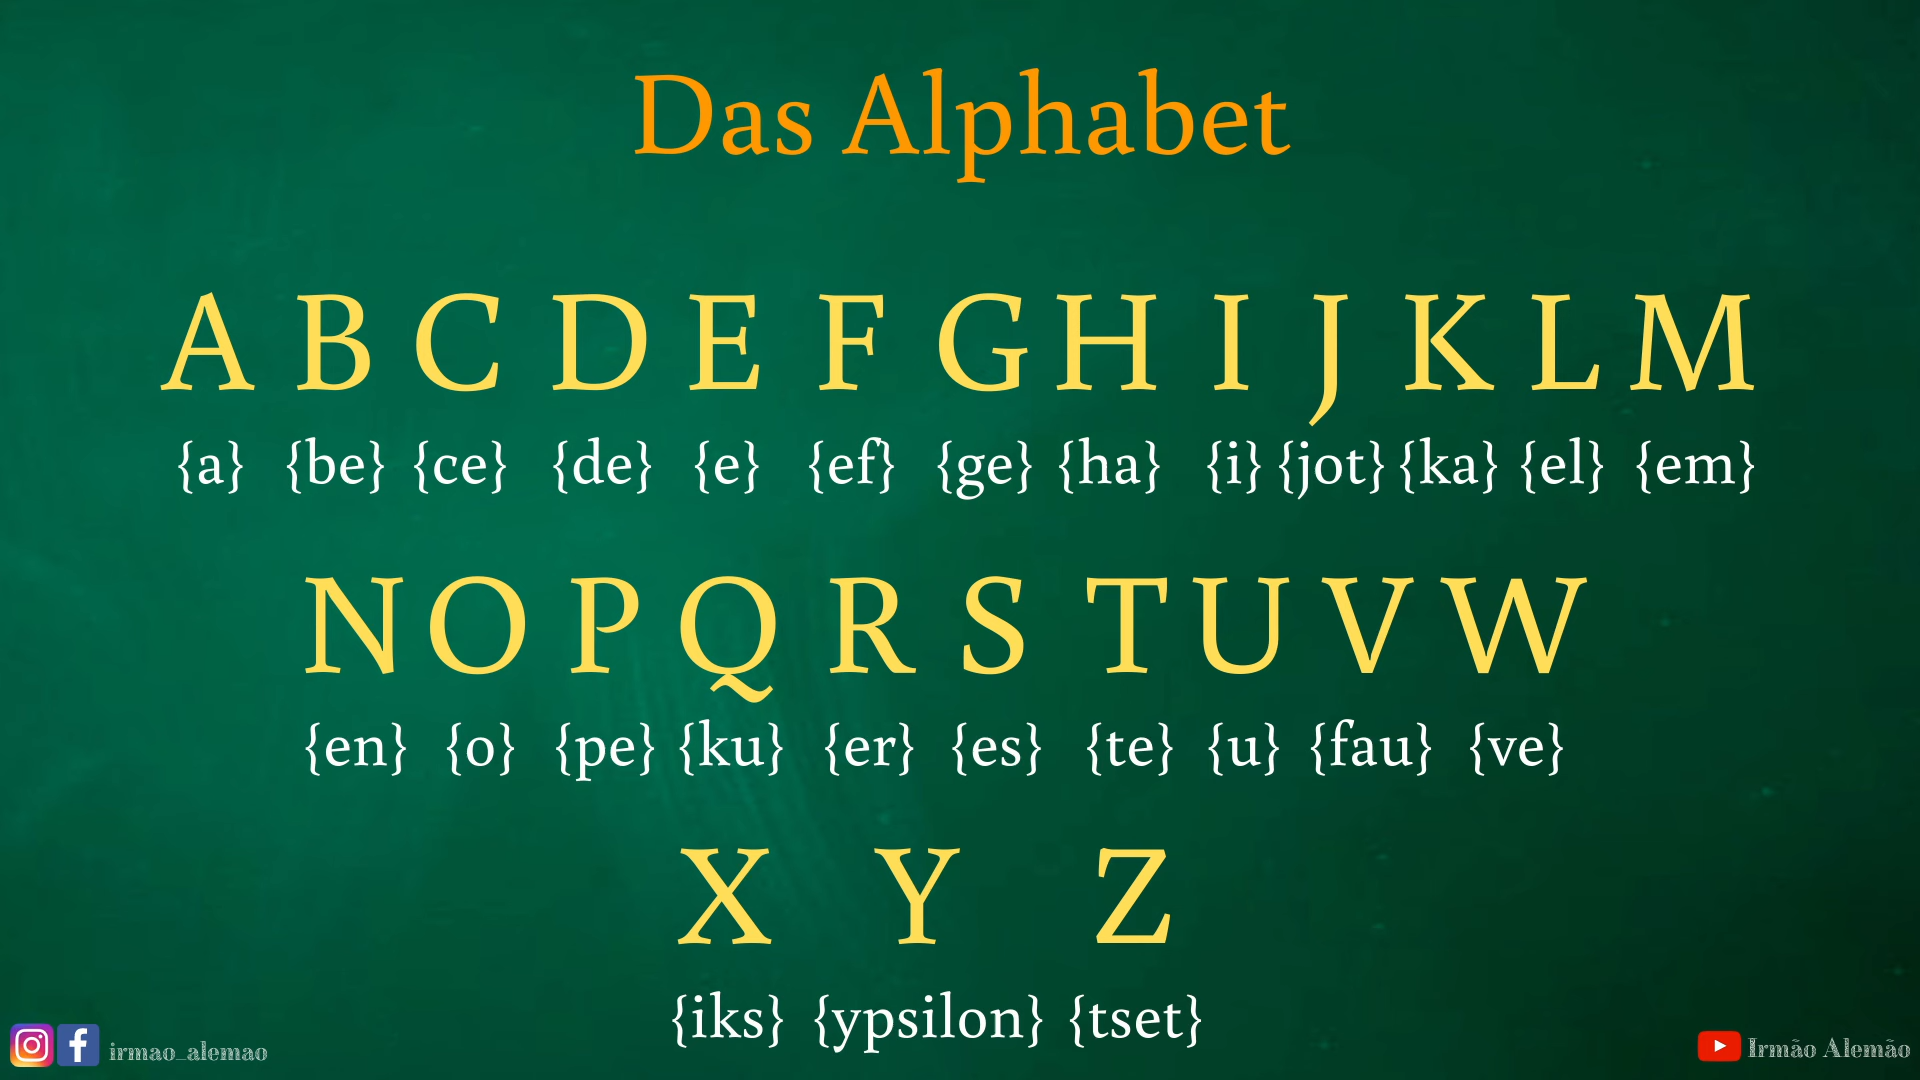 Das Alphabet
A B C D E F G H I J K L M
{a} {be} {ce} {de} {e} {ef} {ge} {ha} {i} {jot} {ka} {el} {em}
N O P Q R S T U V W
{en} {o} {pe} {ku} {er} {es} {te} {u} {fau} {ve}
X Y Z
{iks} {ypsilon} {tset}
irmao_alemao
Irmão Alemão